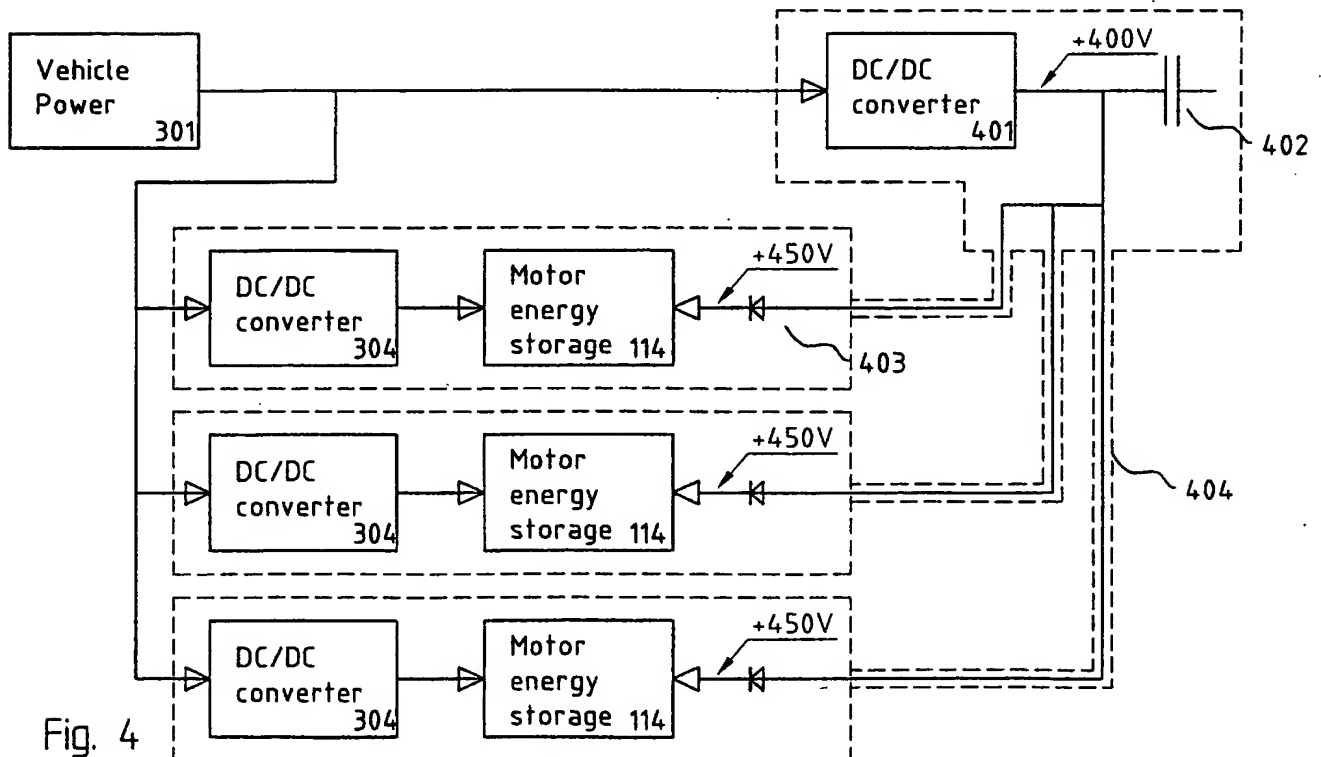 Vehicle
Power
301
DC/DC
converter
401
+400V
402
DC/DC
converter
304
Motor
energy
storage 114
+450V
403
DC/DC
converter
304
Motor
energy
storage 114
+450V
404
DC/DC
converter
304
Motor
energy
storage 114
+450V
Fig. 4